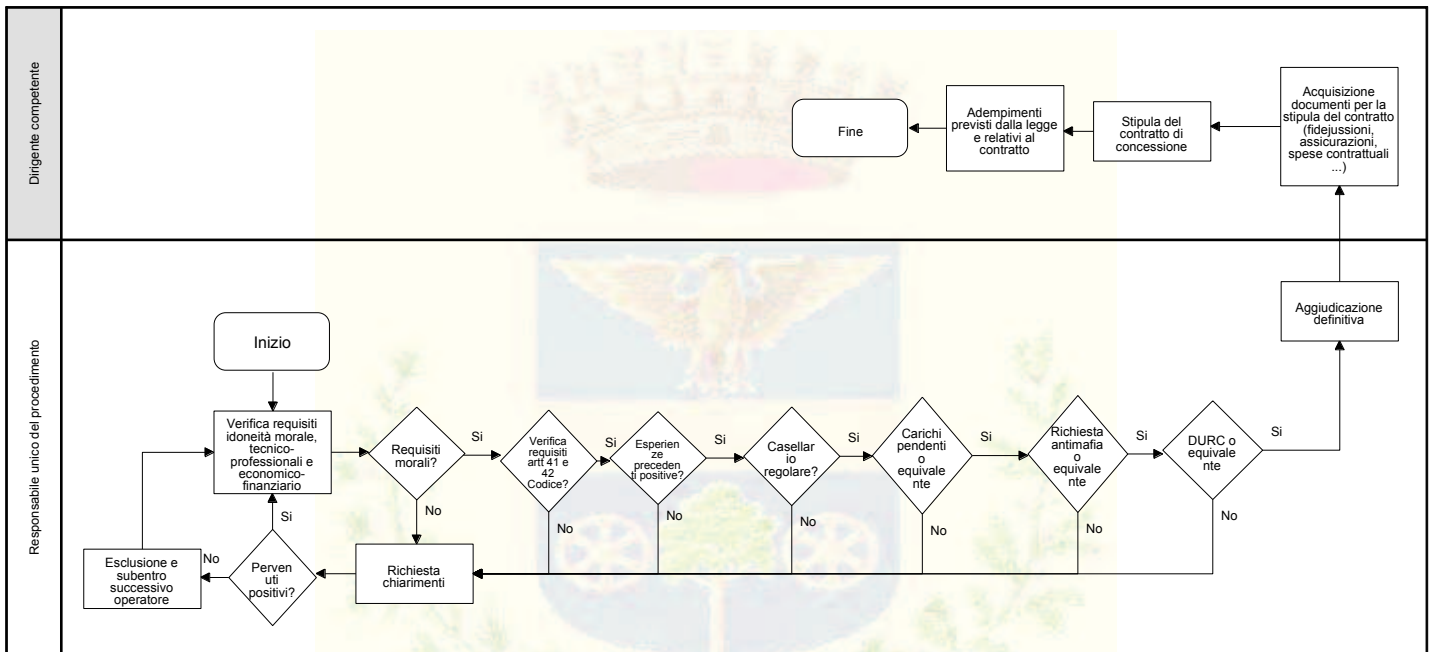 Dirigente competente
Fine
Adempimenti
previsti dalla legge
e relativi al
contratto
Stipula del
contratto di
concessione
Acquisizione
documenti per la
stipula del contratto
(fidejussioni,
assicurazioni,
spese contrattuali
...)
Responsabile unico del procedimento
Aggiudicazione
definitiva
Inizio
Verifica requisiti
idoneità morale,
tecnico-
professionali e
economico-
finanziario
Requisiti
morali?
Si
No
Verifica
requisiti
artt 41 e
42
Codice?
Si
No
Esperien
ze
preceden
ti positive?
Si
No
Casellar
io
regolare?
Si
No
Carichi
pendenti
o
equivale
nte
Si
No
Richiesta
antimafia
o
equivale
nte
Si
No
DURC o
equivale
nte
Si
No
Richiesta
chiarimenti
Perven
uti
positivi?
Si
No
Esclusione e
subentro
successivo
operatore